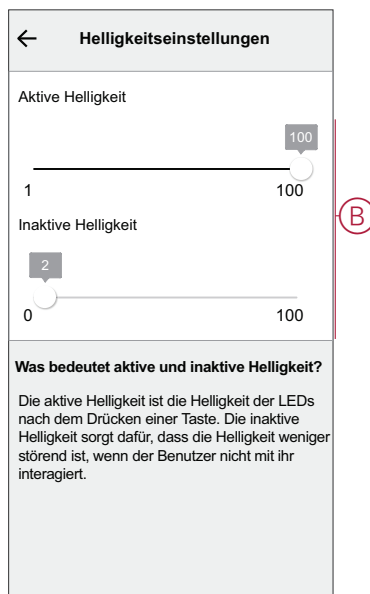 Helligkeitseinstellungen
Aktive Helligkeit
100
1 100
Inaktive Helligkeit
2
0 100
B
Was bedeutet aktive und inaktive Helligkeit?
Die aktive Helligkeit ist die Helligkeit der LEDs
nach dem Drücken einer Taste. Die inaktive
Helligkeit sorgt dafür, dass die Helligkeit weniger
störend ist, wenn der Benutzer nicht mit ihr
interagiert.